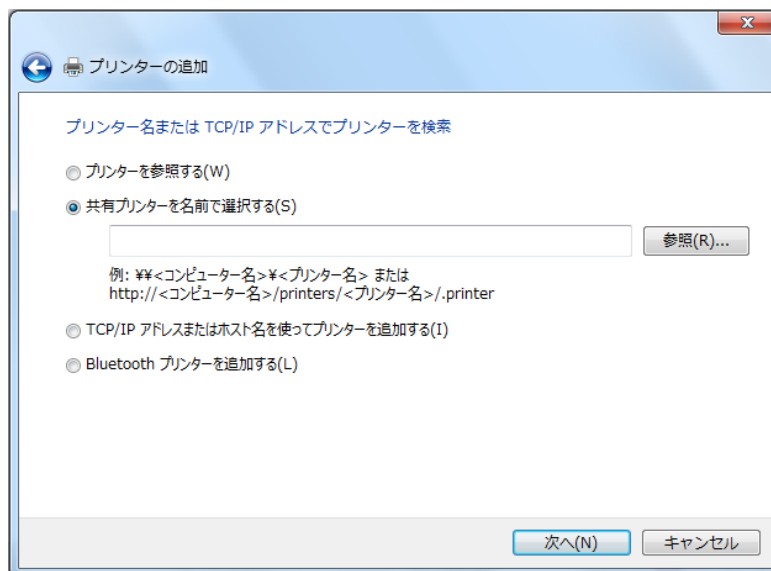 プリンターの追加
プリンター名または TCP/IP アドレスでプリンターを検索
プリンターを参照する(W)
共有プリンターを名前で選択する(S)
参照(R)...
例: ¥¥<コンピューター名>¥<プリンター名> または
http://<コンピューター名>/printers/<プリンター名>/.printer
TCP/IP アドレスまたはホスト名を使ってプリンターを追加する(I)
Bluetooth プリンターを追加する(L)
次へ(N)
キャンセル